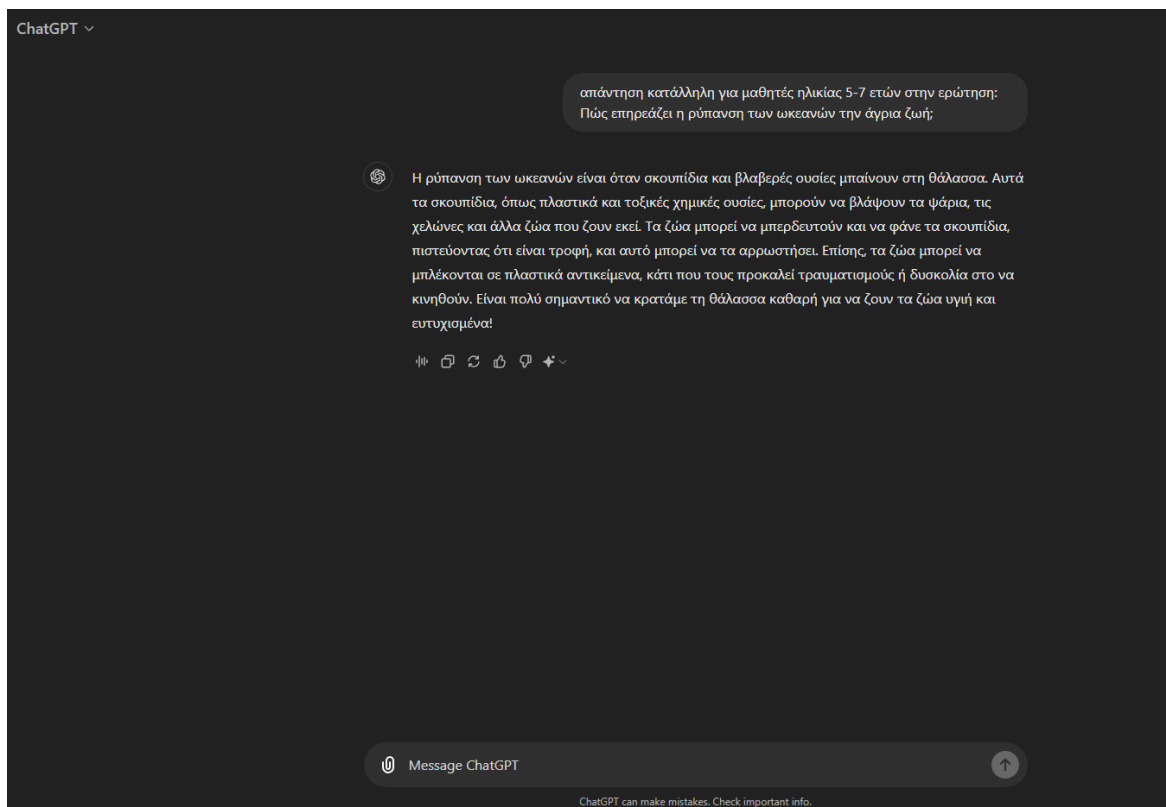 ChatGPT
απάντηση κατάλληλη για μαθητές ηλικίας 5-7 ετών στην ερώτηση:
Πώς επηρεάζει η ρύπανση των ωκεανών την άγρια ζωή;
Η ρύπανση των ωκεανών είναι όταν σκουπίδια και βλαβερές ουσίες μπαίνουν στη θάλασσα. Αυτά
τα σκουπίδια, όπως πλαστικά και τοξικές χημικές ουσίες, μπορούν να βλάψουν τα ψάρια, τις
χελώνες και άλλα ζώα που ζουν εκεί. Τα ζώα μπορεί να μπερδευτούν και να φάνε τα σκουπίδια,
πιστεύοντας ότι είναι τροφή, και αυτό μπορεί να τα αρρωστήσει. Επίσης, τα ζώα μπορεί να
μπλέκονται σε πλαστικά αντικείμενα, κάτι που τους προκαλεί τραυματισμούς ή δυσκολία στο να
κινηθούν. Είναι πολύ σημαντικό να κρατάμε τη θάλασσα καθαρή για να ζουν τα ζώα υγιή και
ευτυχισμένα!
Message ChatGPT
ChatGPT can make mistakes. Check important info.